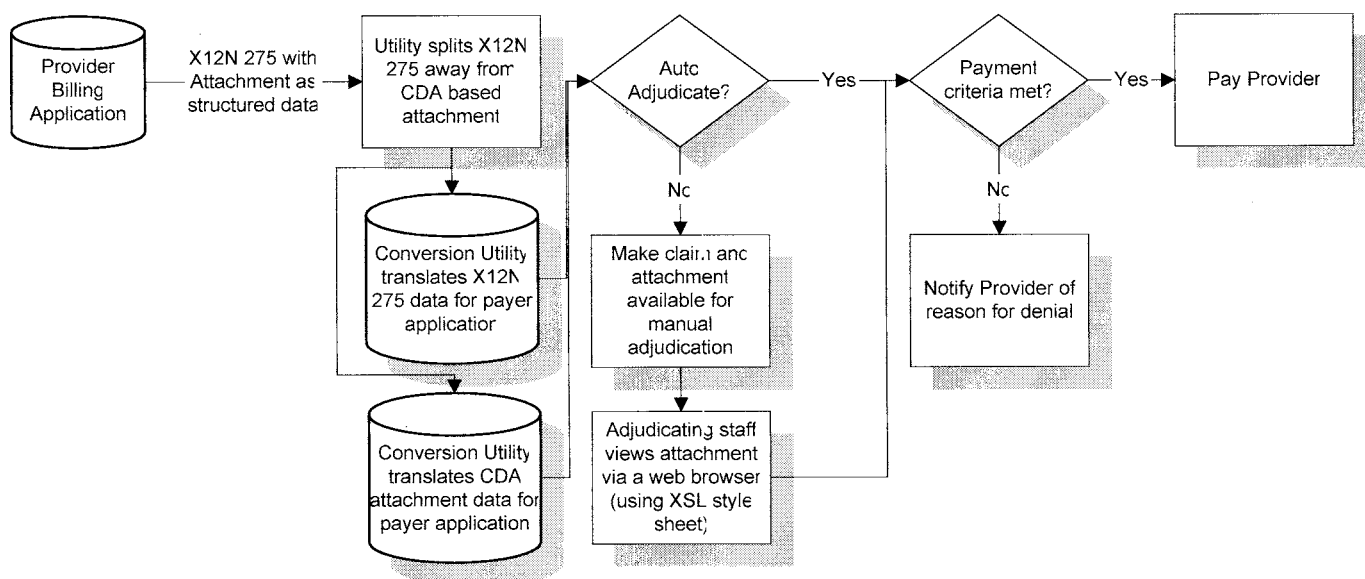 Provider
Billing
Application
X12N 275 with
Attachment as
structured data
Utility splits X12N
275 away from
CDA based
attachment
Conversion Utility
translates X12N
275 data for payer
application
Conversion Utility
translates CDA
attachment data for
payer application
Auto
Adjudicate?
Yes
No
Make claim and
attachment
available for
manual
adjudication
Adjudicating staff
views attachment
via a web browser
(using XSL style
sheet)
Payment
criteria met?
Yes
No
Notify Provider of
reason for denial
Pay Provider